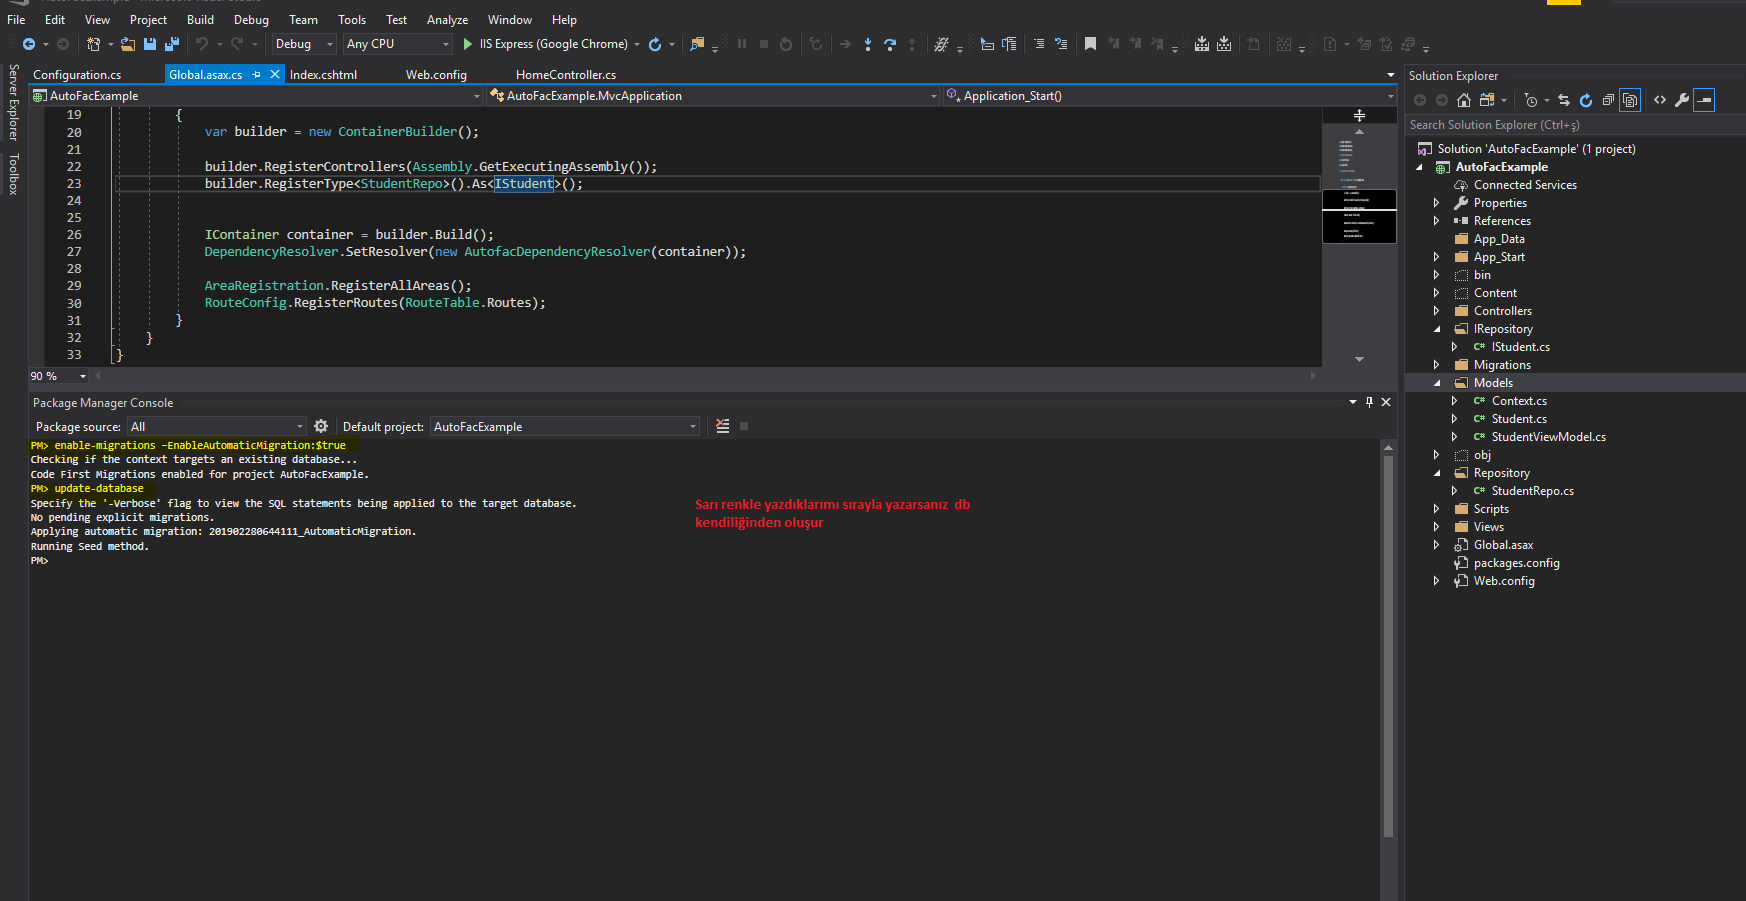 File Edit View Project Build Debug Team Tools Test Analyze Window Help
Debug Any CPU IIS Express (Google Chrome)
Server Explorer
Toolbox
Configuration.cs Global.asax.cs Index.cshtml Web.config HomeController.cs
AutoFacExample AutoFacExample.MvcApplication Application_Start()
19 {
20 var builder = new ContainerBuilder();
21
22 builder.RegisterControllers(Assembly.GetExecutingAssembly());
23 builder.RegisterType<StudentRepo>().As<IStudent>();
24
25
26 IContainer container = builder.Build();
27 DependencyResolver.SetResolver(new AutofacDependencyResolver(container));
28
29 AreaRegistration.RegisterAllAreas();
30 RouteConfig.RegisterRoutes(RouteTable.Routes);
31 }
32 }
33 }
90 %
Package Manager Console
Package source: All Default project: AutoFacExample
PM> enable-migrations -EnableAutomaticMigration:$true
Checking if the context targets an existing database...
Code First Migrations enabled for project AutoFacExample.
PM> update-database
Specify the '-Verbose' flag to view the SQL statements being applied to the target database.
No pending explicit migrations.
Applying automatic migration: 201902280644111_AutomaticMigration.
Running Seed method.
PM>
Sarı renkle yazdıklarımı sırayla yazarsanız db
kendiliğinden oluşur
Solution Explorer
Search Solution Explorer (Ctrl+ş)
Solution 'AutoFacExample' (1 project)
AutoFacExample
Connected Services
Properties
References
App_Data
App_Start
bin
Content
Controllers
IRepository
C# IStudent.cs
Migrations
Models
C# Context.cs
C# Student.cs
C# StudentViewModel.cs
obj
Repository
C# StudentRepo.cs
Scripts
Views
Global.asax
packages.config
Web.config